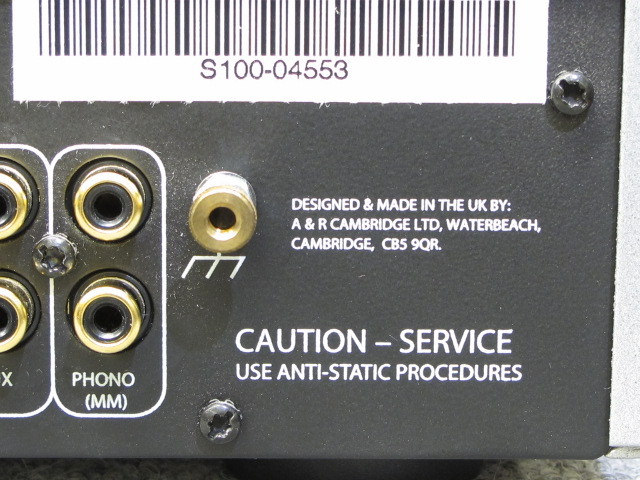 S100-04553
DESIGNED & MADE IN THE UK BY:
A & R CAMBRIDGE LTD, WATERBEACH,
CAMBRIDGE, CB5 9QR.
CAUTION – SERVICE
USE ANTI-STATIC PROCEDURES
PHONO
(MM)